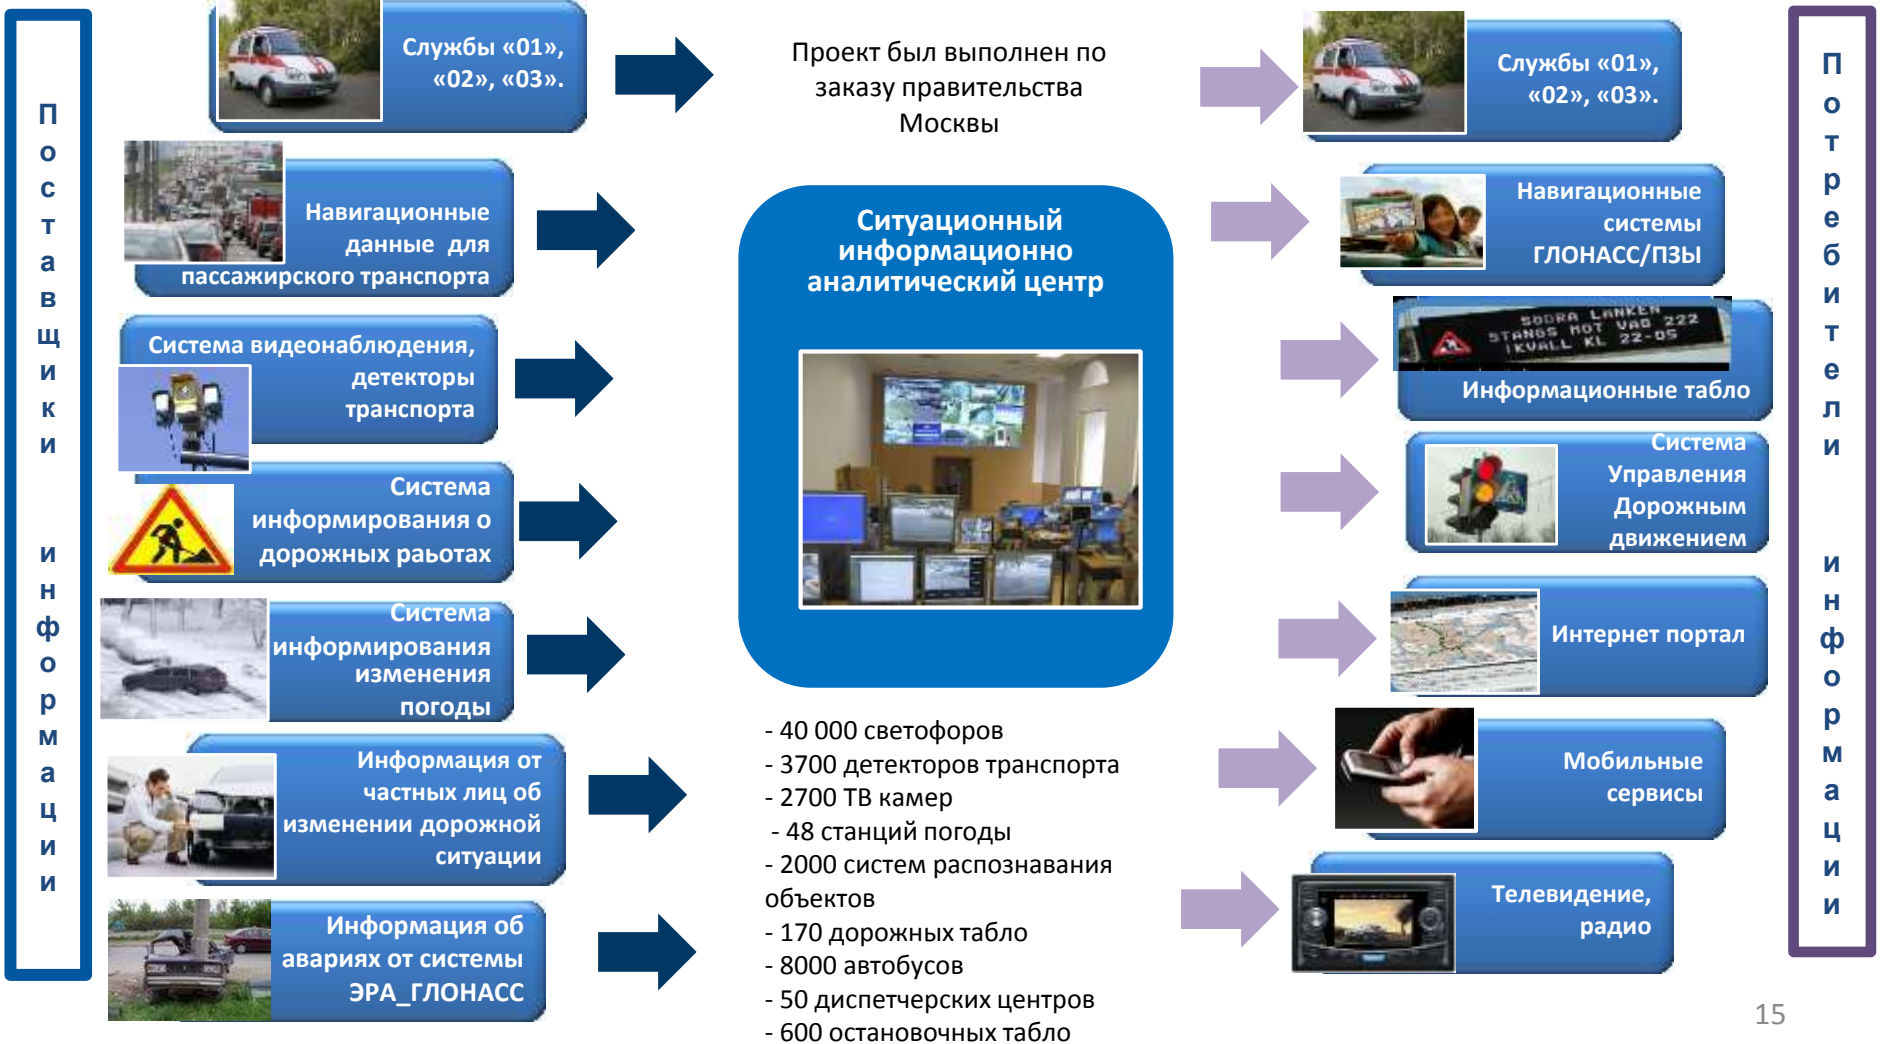 Поставщики информации
Службы «01»,
«02», «03».
Навигационные
данные для
пассажирского транспорта
Система видеонаблюдения,
детекторы
транспорта
Система
информирования о
дорожных раьотах
Система
информирования
изменения
погоды
Информация от
частных лиц об
изменении дорожной
ситуации
Информация об
авариях от системы
ЭРА_ГЛОНАСС
Проект был выполнен по
заказу правительства
Москвы
Ситуационный
информационно
аналитический центр
- 40 000 светофоров
- 3700 детекторов транспорта
- 2700 ТВ камер
- 48 станций погоды
- 2000 систем распознавания
объектов
- 170 дорожных табло
- 8000 автобусов
- 50 диспетчерских центров
- 600 остановочных табло
Службы «01»,
«02», «03».
Навигационные
системы
ГЛОНАСС/ПЗЫ
SODRA LANKEN
STANGS MOT VAG 222
IKVALL KL 22-05
Информационные табло
Система
Управления
Дорожным
движением
Интернет портал
Мобильные
сервисы
Телевидение,
радио
Потребители информации
15